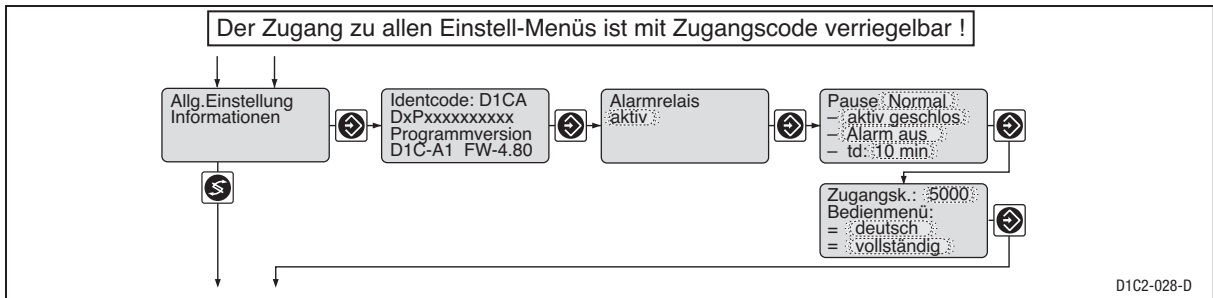 Der Zugang zu allen Einstell-Menüs ist mit Zugangscode verriegelbar !
Allg.Einstellung
Informationen
Identcode: D1CA
DxPxxxxxxxxxx
Programmversion
D1C-A1 FW-4.80
Alarmrelais
aktiv
Pause Normal
– aktiv geschlos
– Alarm aus
– td: 10 min
Zugangsk.: 5000
Bedienmenü:
= deutsch
= vollständig
D1C2-028-D